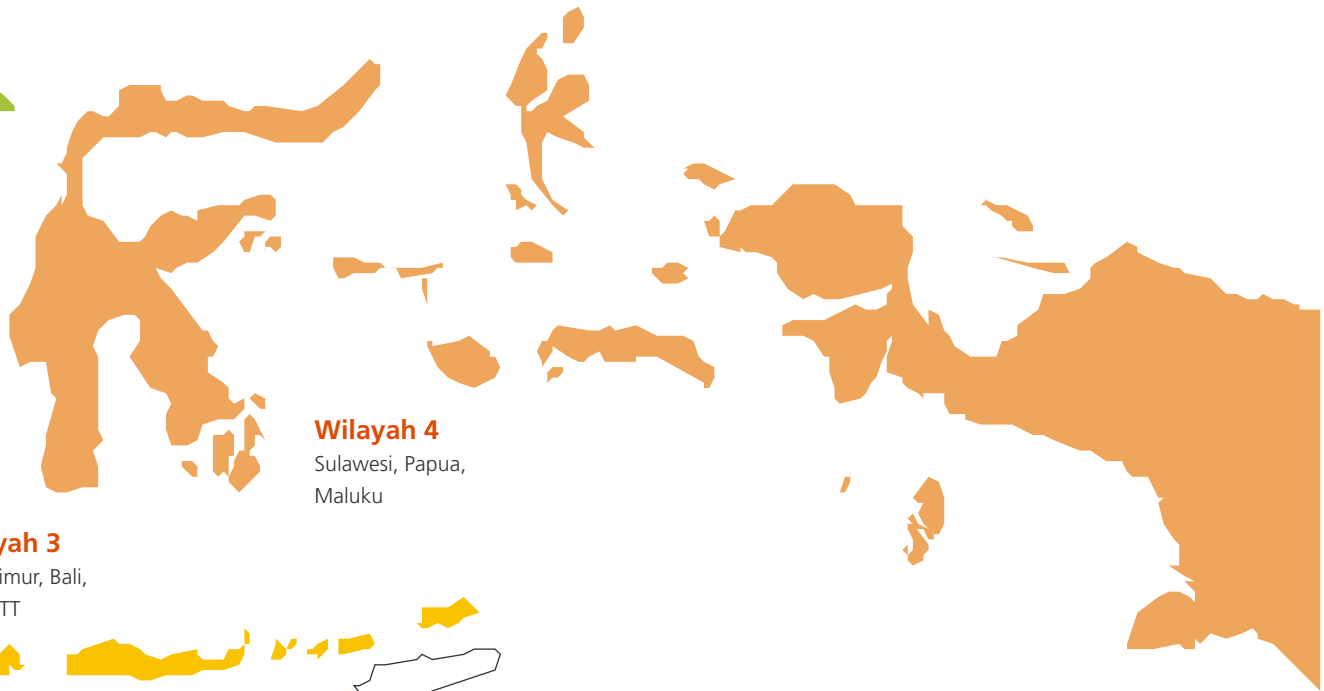 Wilayah 4
Sulawesi, Papua,
Maluku
yah 3
imur, Bali,
TT